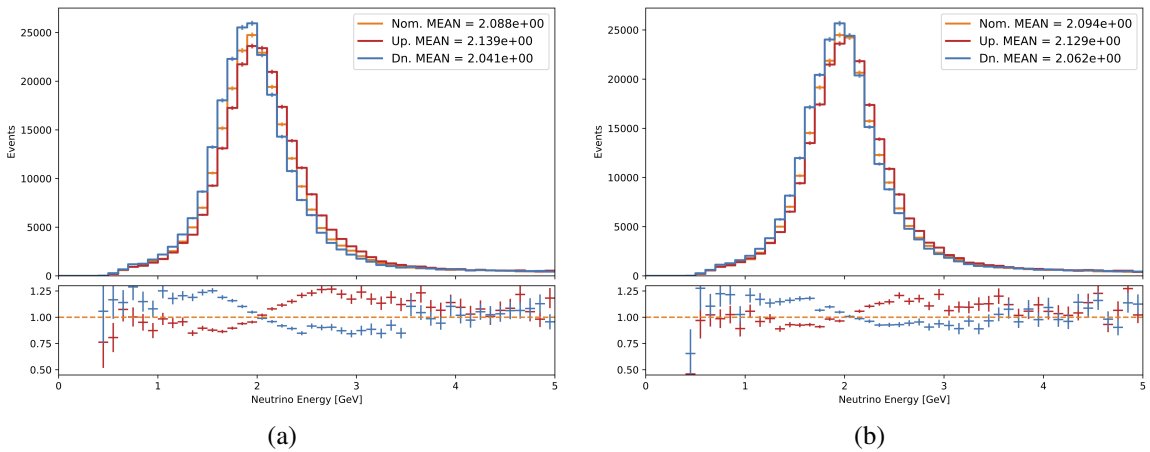 Nom. MEAN = 2.088e+00
Up. MEAN = 2.139e+00
Dn. MEAN = 2.041e+00
Events
25000
20000
15000
10000
5000
0
1.25
1.00
0.75
0.50
0 1 2 3 4 5
Neutrino Energy [GeV]
(a)
Nom. MEAN = 2.094e+00
Up. MEAN = 2.129e+00
Dn. MEAN = 2.062e+00
Events
25000
20000
15000
10000
5000
0
1.25
1.00
0.75
0.50
0 1 2 3 4 5
Neutrino Energy [GeV]
(b)